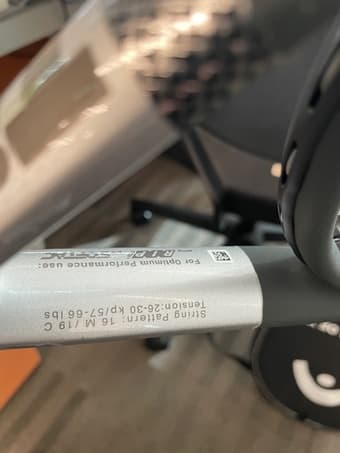 String Pattern: 16 M / 19 C
Tension:26-30 kp/57-66 lbs
For Optimum Performance use: